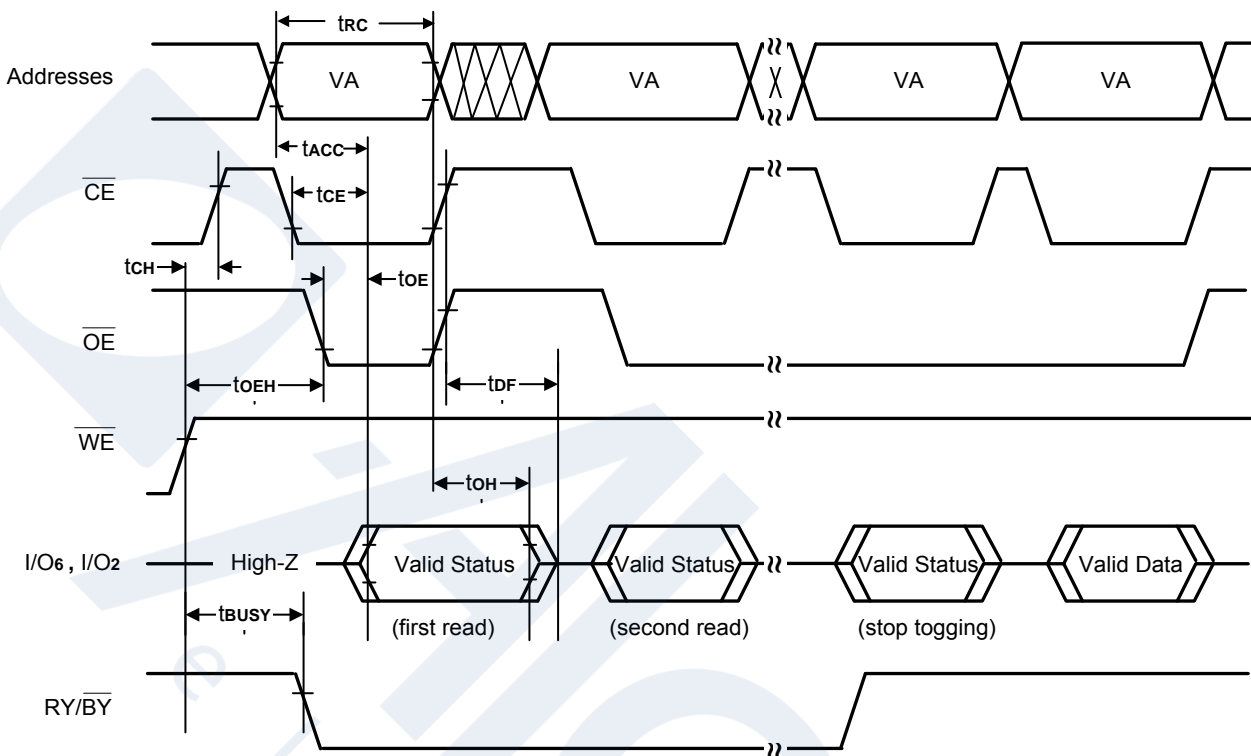 tRC
Addresses VA VA VA VA
tACC
CE tCE
tCH tOE
OE
tOEH tDF
WE
tOH
I/O6 , I/O2 High-Z Valid Status Valid Status Valid Status Valid Data
tBUSY (first read) (second read) (stop togging)
RY/BY